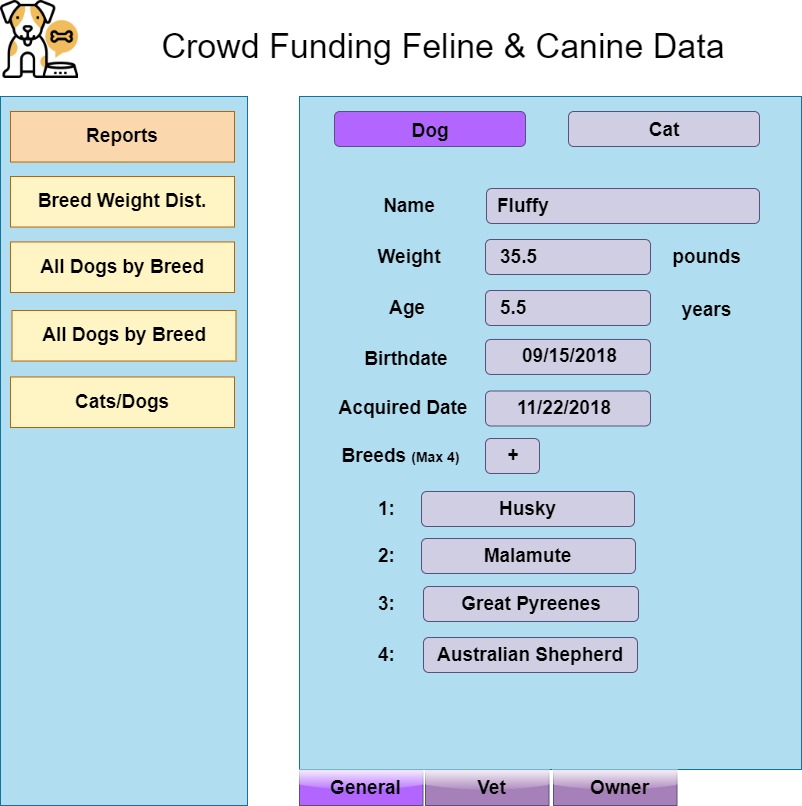 Crowd Funding Feline & Canine Data
Reports
Breed Weight Dist.
All Dogs by Breed
All Dogs by Breed
Cats/Dogs
Dog Cat
Name Fluffy
Weight 35.5 pounds
Age 5.5 years
Birthdate 09/15/2018
Acquired Date 11/22/2018
Breeds (Max 4) +
1: Husky
2: Malamute
3: Great Pyreenes
4: Australian Shepherd
General Vet Owner